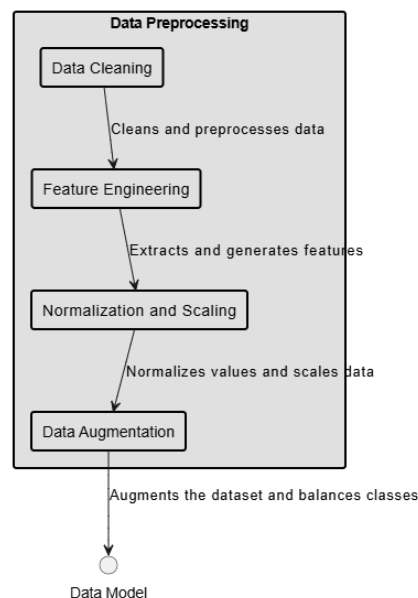 Data Preprocessing
Data Cleaning
Cleans and preprocesses data
Feature Engineering
Extracts and generates features
Normalization and Scaling
Normalizes values and scales data
Data Augmentation
Augments the dataset and balances classes
Data Model